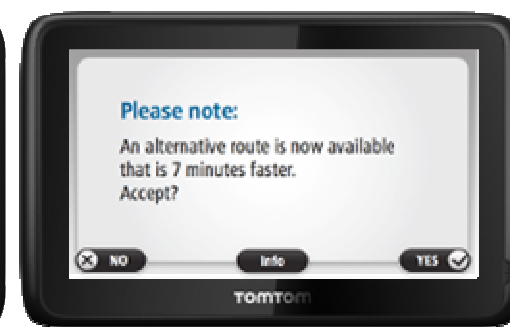 Please note:
An alternative route is now available
that is 7 minutes faster.
Accept?
NO Info YES
TOMTOM